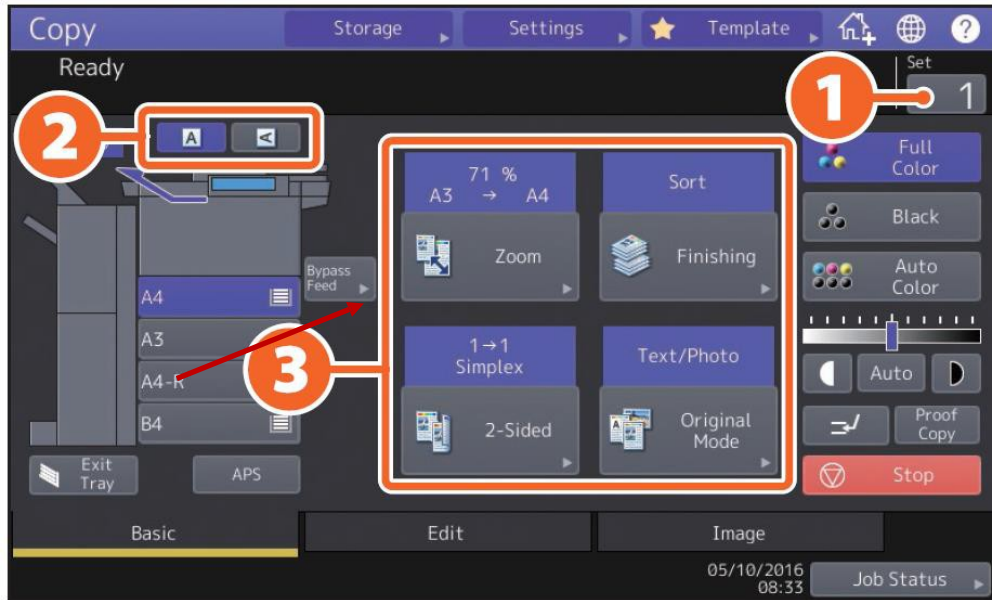 Copy
Storage
Settings
Template
?
Ready
Set
1
1
2
A
A
Full
Color
71 %
A3 → A4
Sort
Black
Zoom
Finishing
Bypass
Feed
Auto
Color
A4
A3
3
1→1
Simplex
Text/Photo
A4-R
Auto
B4
2-Sided
Original
Mode
Proof
Copy
Exit
Tray
APS
Stop
Basic
Edit
Image
05/10/2016
08:33
Job Status